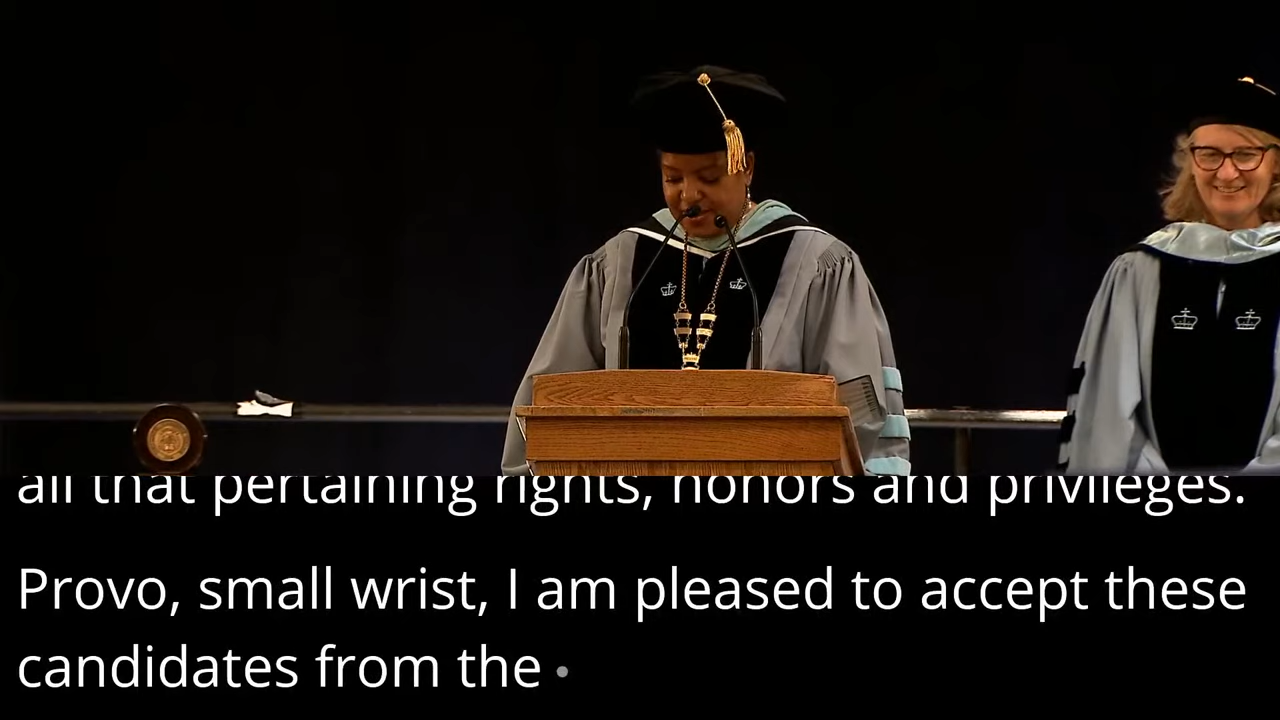 all that pertaining rights, honors and privileges.
Provo, small wrist, I am pleased to accept these
candidates from the